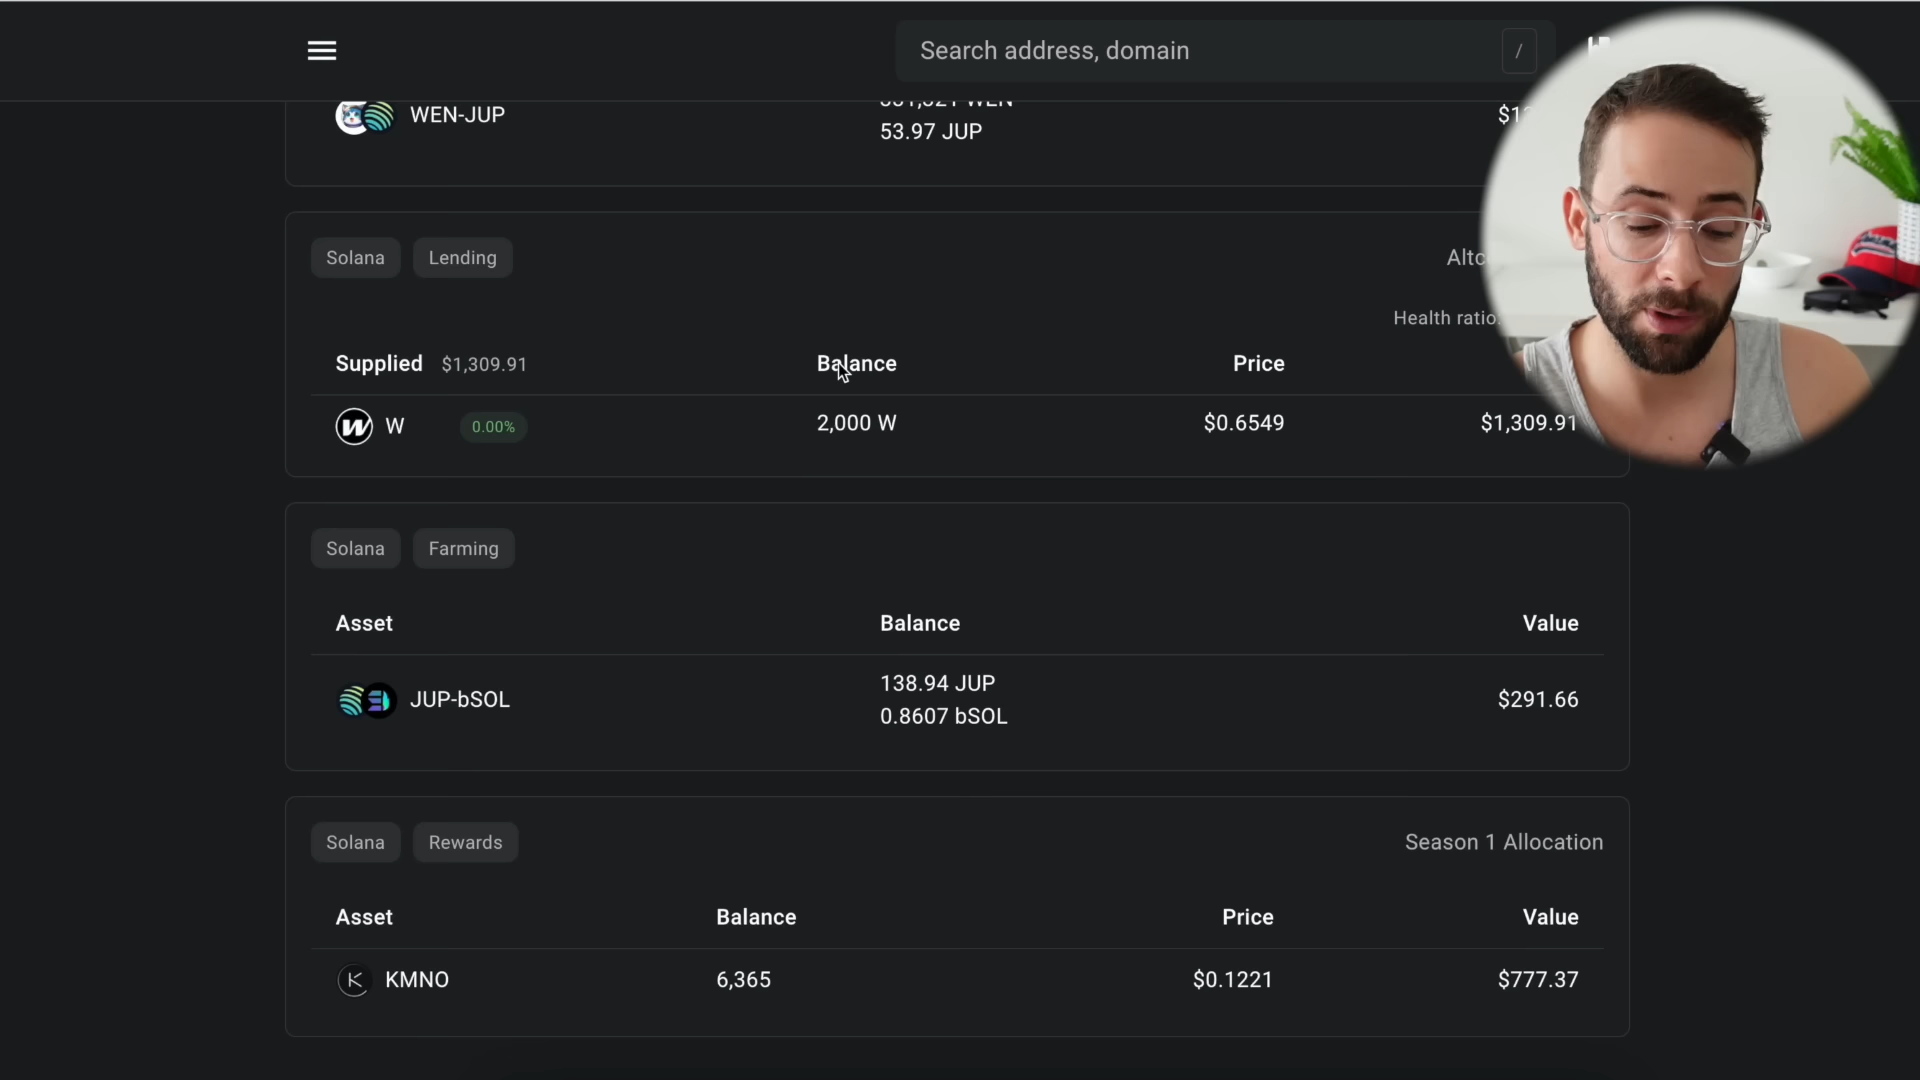 Search address, domain
/
WEN-JUP
53.97 JUP
Solana
Lending
Health ratio
Supplied $1,309.91 Balance Price
W 0.00% 2,000 W $0.6549 $1,309.91
Solana
Farming
Asset Balance Value
JUP-bSOL
138.94 JUP
0.8607 bSOL
$291.66
Solana
Rewards
Season 1 Allocation
Asset Balance Price Value
KMNO 6,365 $0.1221 $777.37